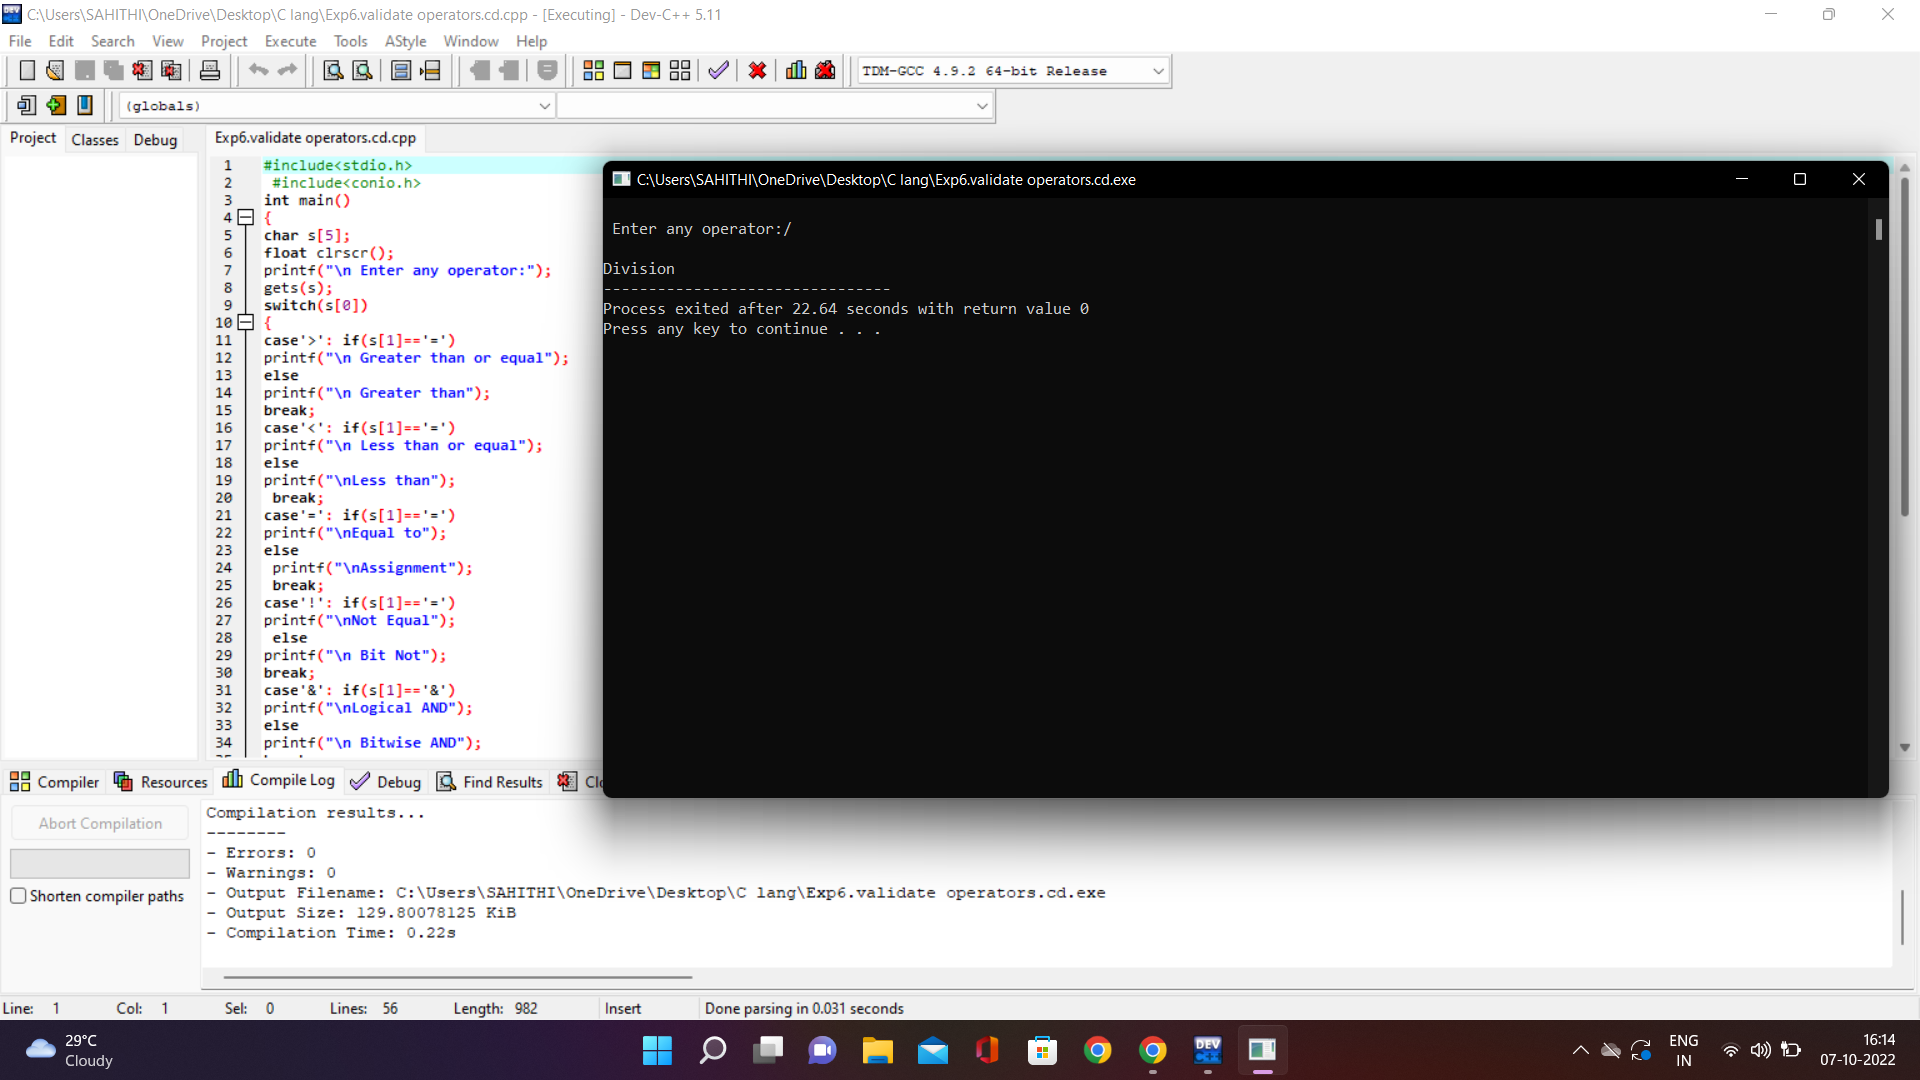 C:\Users\SAHITHI\OneDrive\Desktop\C lang\Exp6.validate operators.cd.cpp - [Executing] - Dev-C++ 5.11
File Edit Search View Project Execute Tools AStyle Window Help
TDM-GCC 4.9.2 64-bit Release
(globals)
Project Classes Debug
Exp6.validate operators.cd.cpp
1 #include<stdio.h>
2 #include<conio.h>
3 int main()
4 {
5 char s[5];
6 float clrscr();
7 printf("\n Enter any operator:");
8 gets(s);
9 switch(s[0])
10 {
11 case'>': if(s[1]=='=')
12 printf("\n Greater than or equal");
13 else
14 printf("\n Greater than");
15 break;
16 case'<': if(s[1]=='=')
17 printf("\n Less than or equal");
18 else
19 printf("\nLess than");
20 break;
21 case'=': if(s[1]=='=')
22 printf("\nEqual to");
23 else
24 printf("\nAssignment");
25 break;
26 case'!': if(s[1]=='=')
27 printf("\nNot Equal");
28 else
29 printf("\n Bit Not");
30 break;
31 case'&': if(s[1]=='&')
32 printf("\nLogical AND");
33 else
34 printf("\n Bitwise AND");
C:\Users\SAHITHI\OneDrive\Desktop\C lang\Exp6.validate operators.cd.exe
Enter any operator:/
Division
--------------------------------
Process exited after 22.64 seconds with return value 0
Press any key to continue . . .
Compiler Resources Compile Log Debug Find Results Clo
Abort Compilation
Shorten compiler paths
Compilation results...
--------
- Errors: 0
- Warnings: 0
- Output Filename: C:\Users\SAHITHI\OneDrive\Desktop\C lang\Exp6.validate operators.cd.exe
- Output Size: 129.80078125 KiB
- Compilation Time: 0.22s
Line: 1 Col: 1 Sel: 0 Lines: 56 Length: 982 Insert Done parsing in 0.031 seconds
29°C
Cloudy
DEV
C++
ENG
IN
16:14
07-10-2022